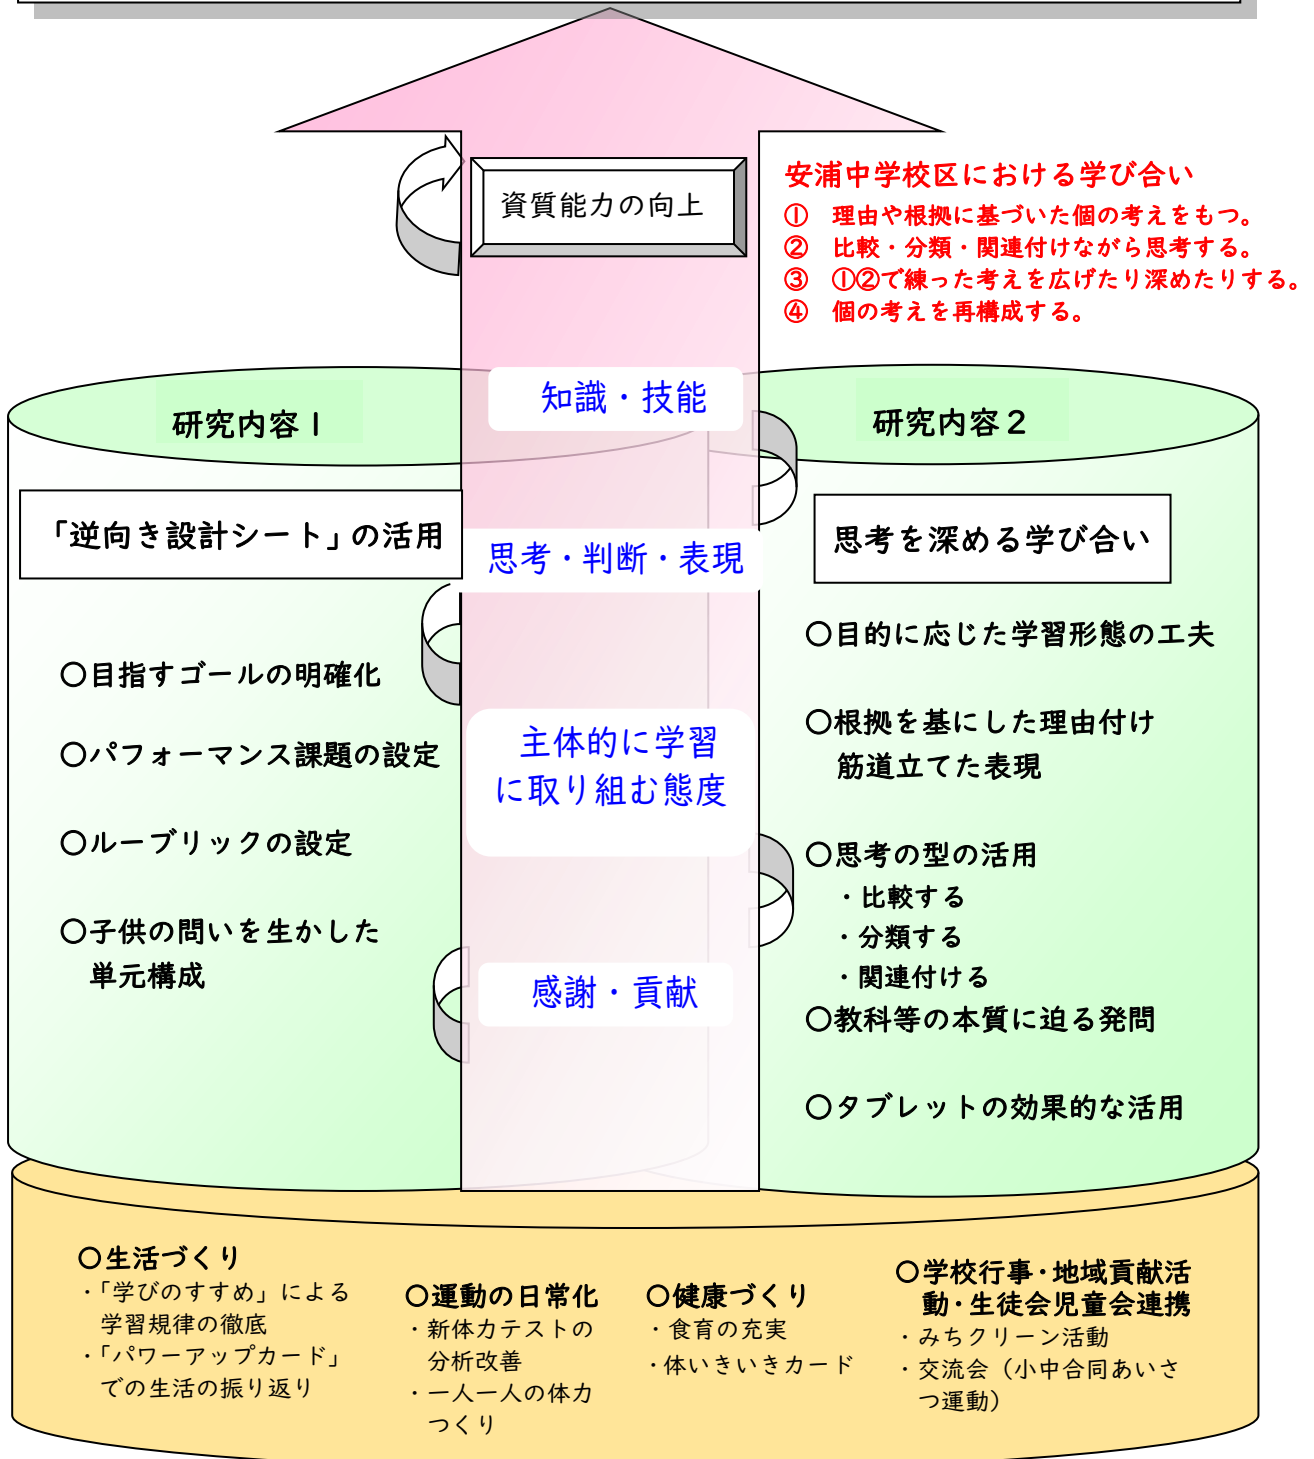 資質能力の向上
安浦中学校区における学び合い
① 理由や根拠に基づいた個の考えをもつ。
② 比較・分類・関連付けながら思考する。
③ ①②で練った考えを広げたり深めたりする。
④ 個の考えを再構成する。
知識・技能
思考・判断・表現
主体的に学習
に取り組む態度
感謝・貢献
研究内容1
「逆向き設計シート」の活用
○目指すゴールの明確化
○パフォーマンス課題の設定
○ルーブリックの設定
○子供の問いを生かした
単元構成
研究内容2
思考を深める学び合い
○目的に応じた学習形態の工夫
○根拠を基にした理由付け
筋道立てた表現
○思考の型の活用
・比較する
・分類する
・関連付ける
○教科等の本質に迫る発問
○タブレットの効果的な活用
○生活づくり
・「学びのすすめ」による
学習規律の徹底
・「パワーアップカード」
での生活の振り返り
○運動の日常化
・新体力テストの
分析改善
・一人一人の体力
つくり
○健康づくり
・食育の充実
・体いきいきカード
○学校行事・地域貢献活
動・生徒会児童会連携
・みちクリーン活動
・交流会（小中合同あいさ
つ運動）